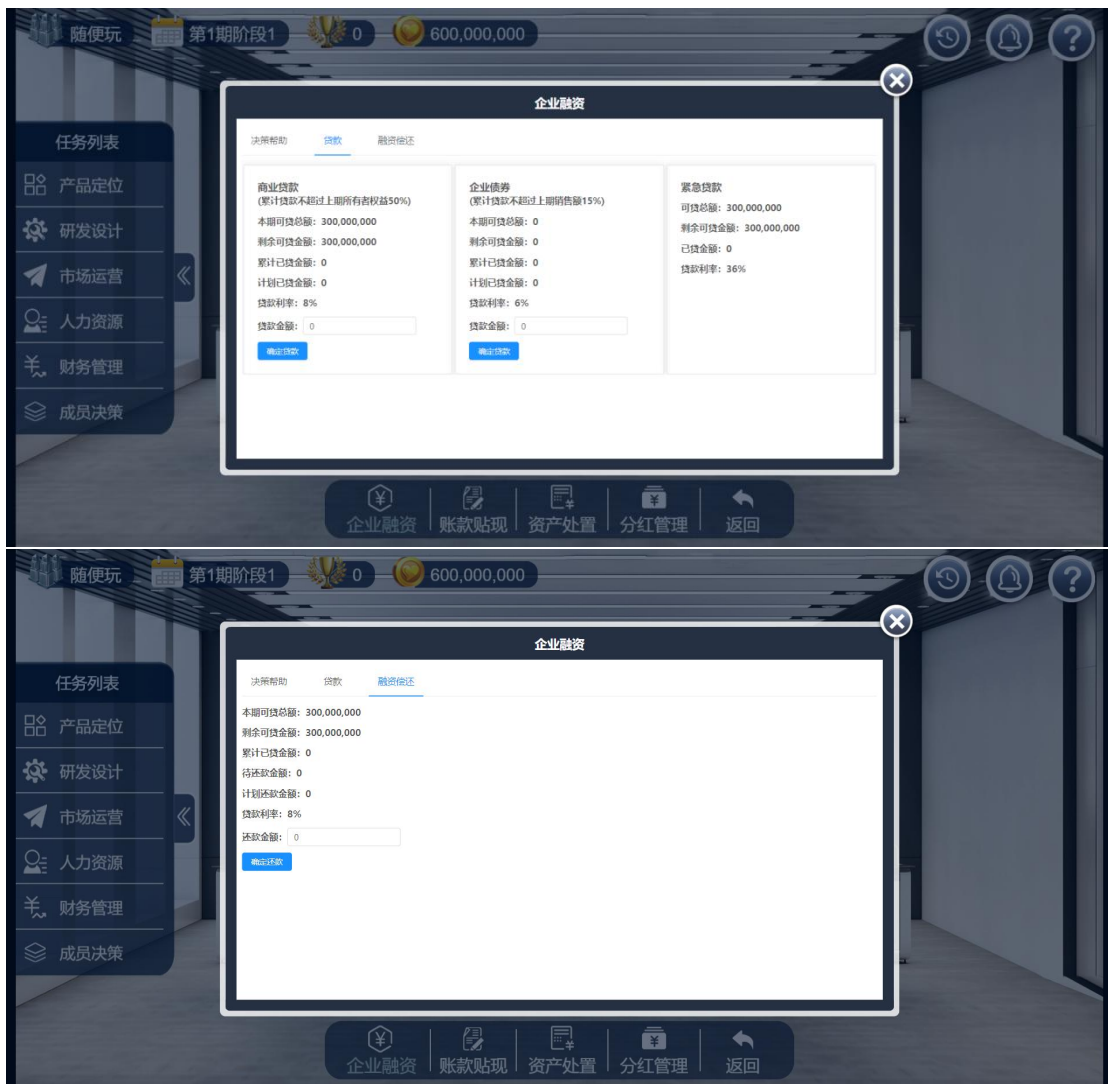 随便玩 第1期阶段1 0 600,000,000
企业融资
任务列表
产品定位
研发设计
市场运营
人力资源
财务管理
成员决策
决策帮助 贷款 融资偿还
商业贷款
(累计贷款不超过上期所有者权益50%)
本期可贷总额: 300,000,000
剩余可贷金额: 300,000,000
累计已贷金额: 0
计划已贷金额: 0
贷款利率: 8%
贷款金额: 0
确定贷款
企业债券
(累计贷款不超过上期销售额15%)
本期可贷总额: 0
剩余可贷金额: 0
累计已贷金额: 0
计划已贷金额: 0
贷款利率: 6%
贷款金额: 0
确定贷款
紧急贷款
可贷总额: 300,000,000
剩余可贷金额: 300,000,000
已贷金额: 0
贷款利率: 36%
企业融资 账款贴现 资产处置 分红管理 返回
随便玩 第1期阶段1 0 600,000,000
企业融资
任务列表
产品定位
研发设计
市场运营
人力资源
财务管理
成员决策
决策帮助 贷款 融资偿还
本期可贷总额: 300,000,000
剩余可贷金额: 300,000,000
累计已贷金额: 0
待还款金额: 0
计划还款金额: 0
贷款利率: 8%
还款金额: 0
确定还款
企业融资 账款贴现 资产处置 分红管理 返回